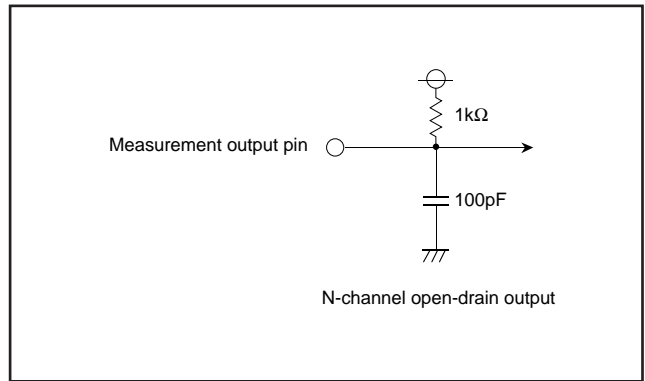 1kΩ
Measurement output pin
100pF
N-channel open-drain output